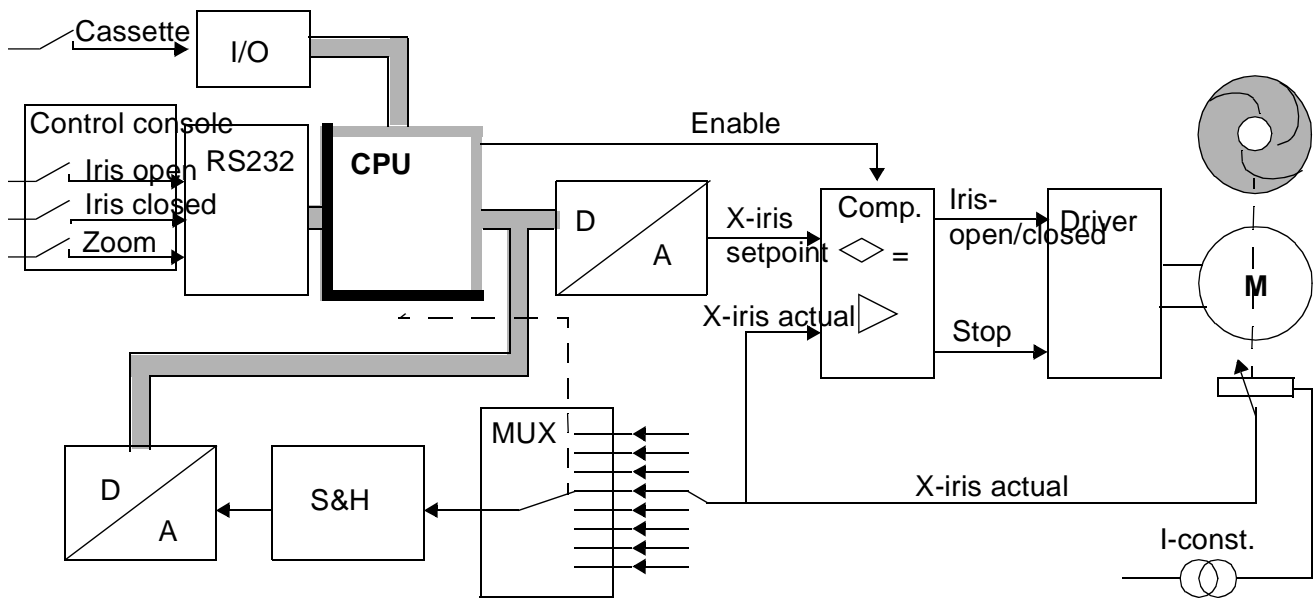 Cassette
I/O
Control console
RS232
CPU
Enable
Iris open
Iris closed
Zoom
D
A
X-iris
setpoint
Comp.
=
Iris-
open/closed
Driver
M
X-iris actual
Stop
MUX
D
A
S&H
X-iris actual
I-const.